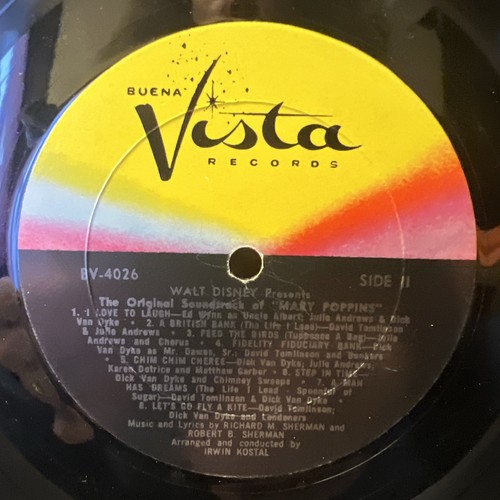 BUENA
Vista
RECORDS
BV-4026
SIDE II
WALT DISNEY Presents
The Original Soundtrack of "MARY POPPINS"
1. I LOVE TO LAUGH—Ed Wynn as Uncle Albert; Julie Andrews & Dick
Van Dyke • 2. A BRITISH BANK (The Life I Lead)—David Tomlinson
& Julie Andrews • 3. FEED THE BIRDS (Tuppence A Bag)—Julie
Andrews and Chorus • 4. FIDELITY FIDUCIARY BANK—Dick
Van Dyke as Mr. Dawes, Sr.; David Tomlinson and Bankers
• 5. CHIM CHIM CHEREE—Dick Van Dyke; Julie Andrews,
Karen Dotrice and Matthew Garber • 6. STEP IN TIME—
Dick Van Dyke and Chimney Sweeps • 7. A MAN
HAS DREAMS (The Life I Lead - Spoonful of
Sugar)—David Tomlinson & Dick Van Dyke •
8. LET'S GO FLY A KITE—David Tomlinson;
Dick Van Dyke and Londoners
Music and Lyrics by RICHARD M. SHERMAN and
ROBERT B. SHERMAN
Arranged and conducted by
IRWIN KOSTAL